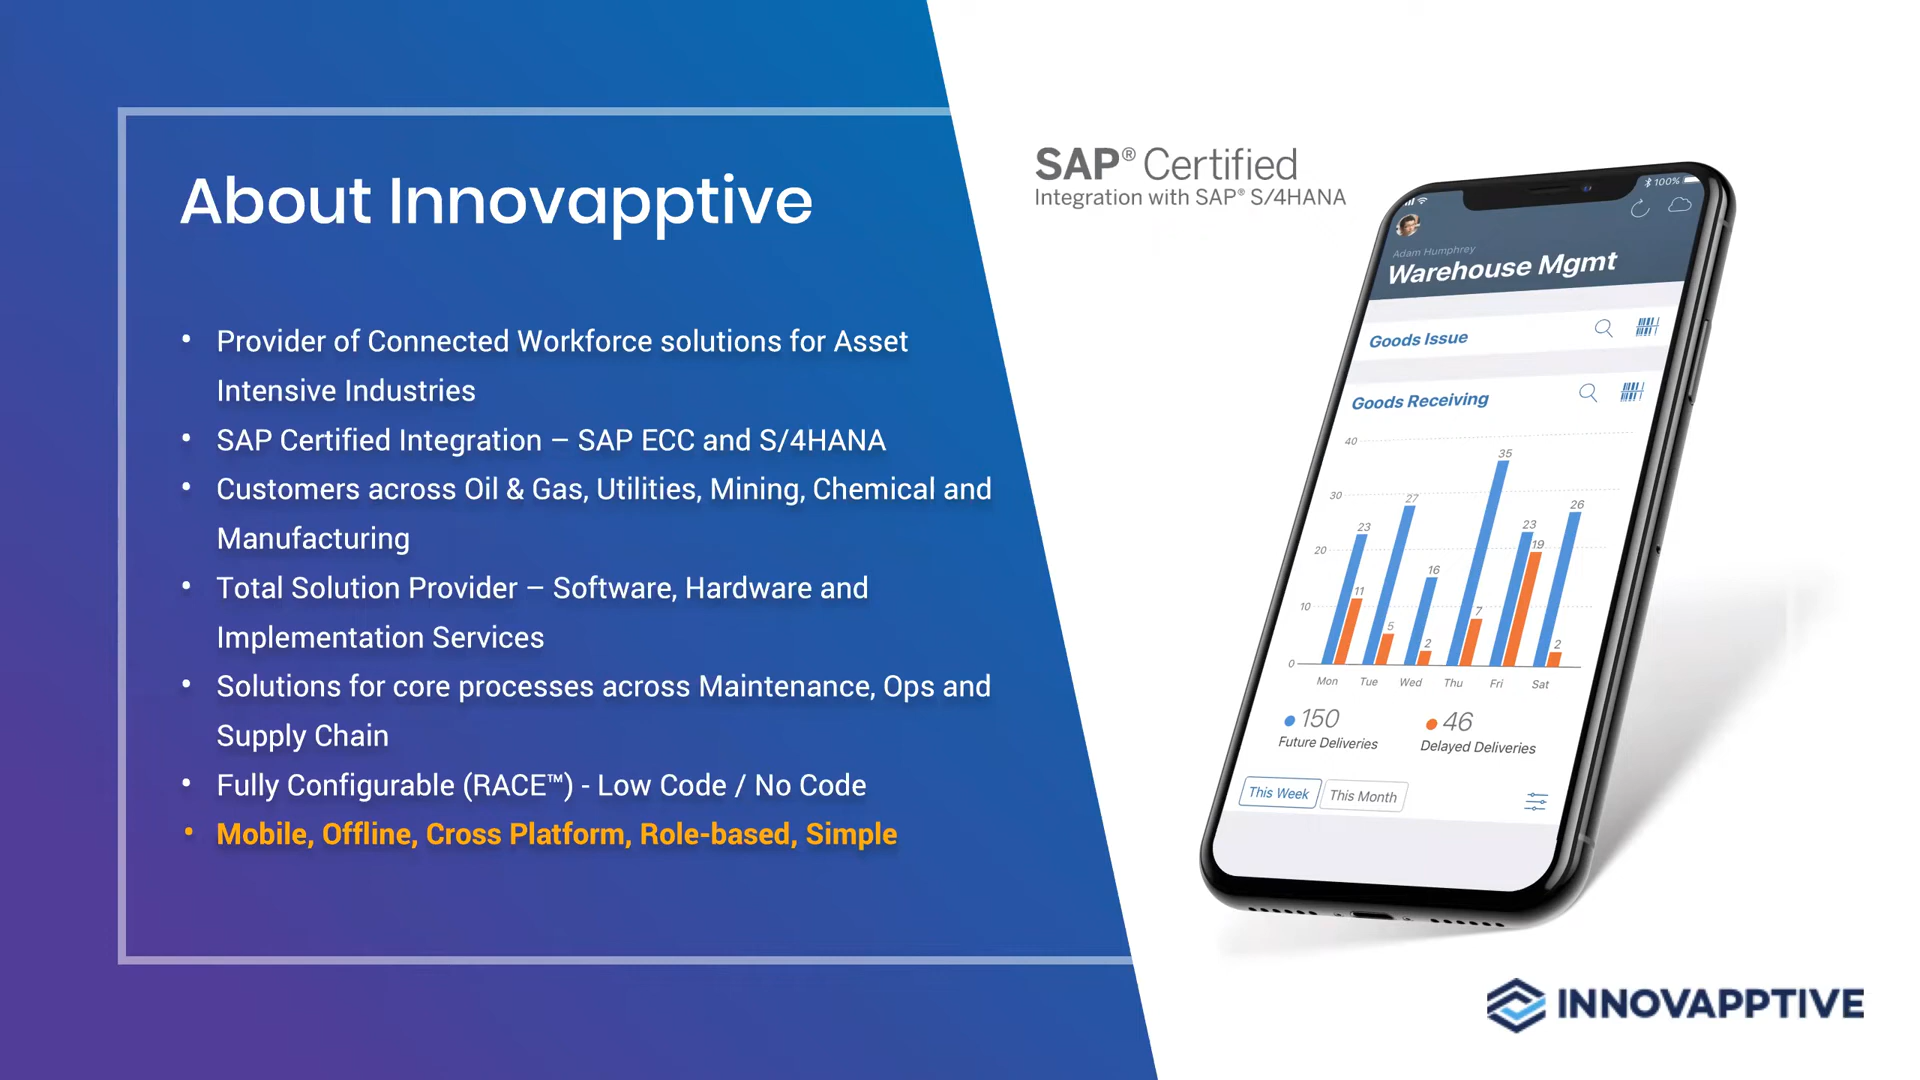 About Innovapptive
• Provider of Connected Workforce solutions for Asset
Intensive Industries
• SAP Certified Integration – SAP ECC and S/4HANA
• Customers across Oil & Gas, Utilities, Mining, Chemical and
Manufacturing
• Total Solution Provider – Software, Hardware and
Implementation Services
• Solutions for core processes across Maintenance, Ops and
Supply Chain
• Fully Configurable (RACE™) - Low Code / No Code
• Mobile, Offline, Cross Platform, Role-based, Simple
SAP® Certified
Integration with SAP® S/4HANA
100%
Adam Humphrey
Warehouse Mgmt
Goods Issue
Goods Receiving
40
30
20
10
0
23
11
27
5
16
2
35
7
23
19
26
2
Mon Tue Wed Thu Fri Sat
150
Future Deliveries
46
Delayed Deliveries
This Week This Month
INNOVAPPTIVE